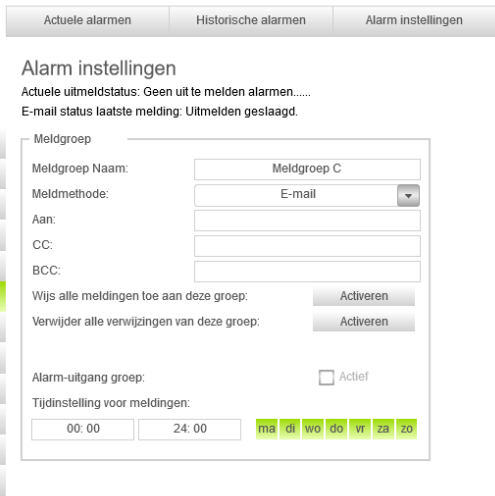 Actuele alarmen Historische alarmen Alarm instellingen
Alarm instellingen
Actuele uitmeldstatus: Geen uit te melden alarmen......
E-mail status laatste melding: Uitmelden geslaagd.
Meldgroep
Meldgroep Naam: Meldgroep C
Meldmethode: E-mail
Aan:
CC:
BCC:
Wijs alle meldingen toe aan deze groep: Activeren
Verwijder alle verwijzingen van deze groep: Activeren
Alarm-uitgang groep: Actief
Tijdinstelling voor meldingen:
00: 00 24: 00 ma di wo do vr za zo